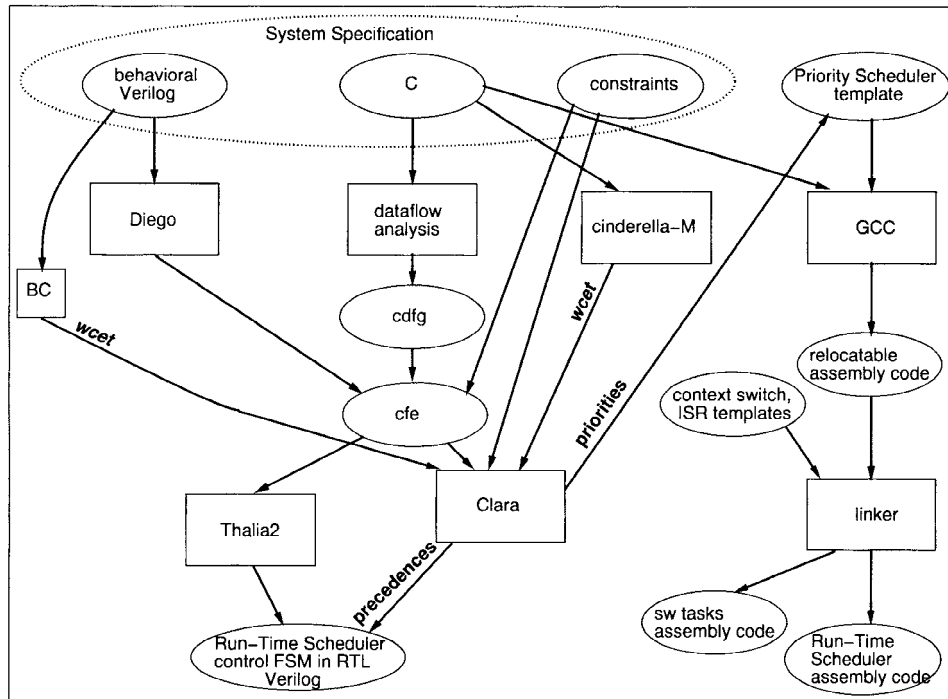 System Specification
behavioral
Verilog
C
constraints
Priority Scheduler
template
Diego
dataflow
analysis
cinderella-M
GCC
BC
wcet
cdfg
wcet
relocatable
assembly code
priorities
context switch,
ISR templates
cfe
Clara
Thalia2
linker
precedences
sw tasks
assembly code
Run-Time Scheduler
control FSM in RTL
Verilog
Run-Time
Scheduler
assembly code